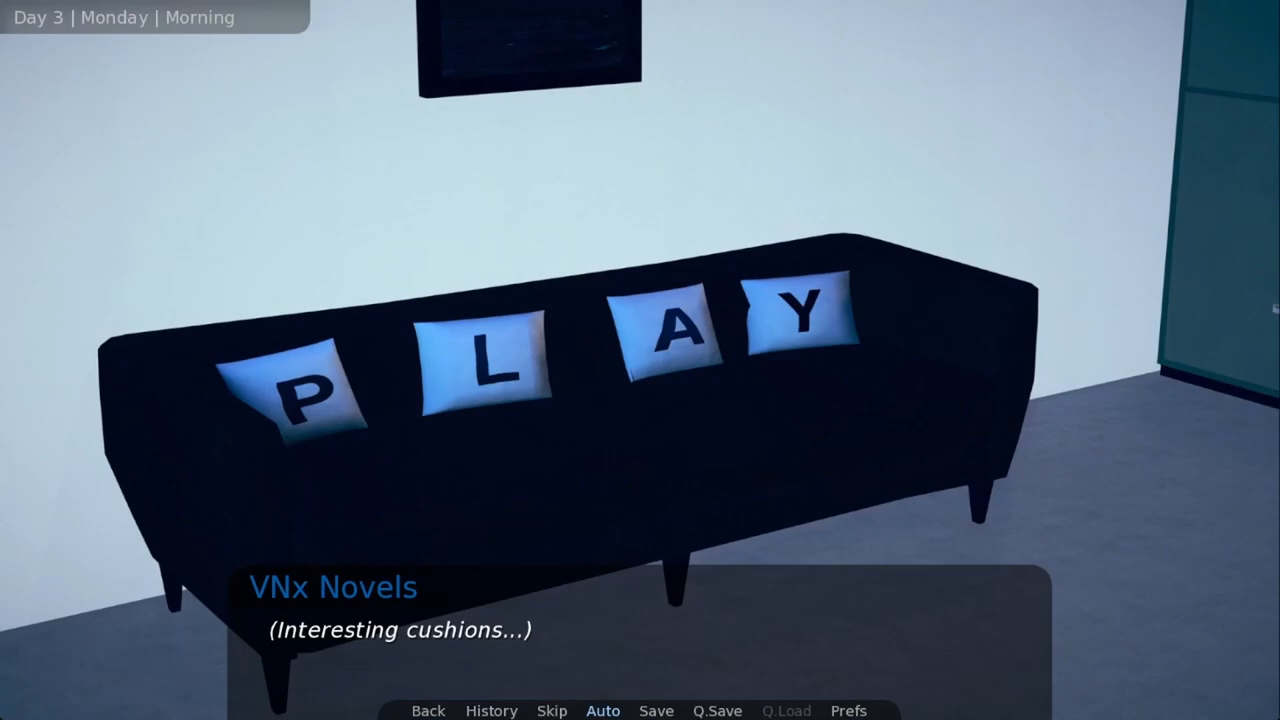 Day 3 | Monday | Morning
P L A Y
VNx Novels
(Interesting cushions...)
Back History Skip Auto Save Q.Save Q.Load Prefs